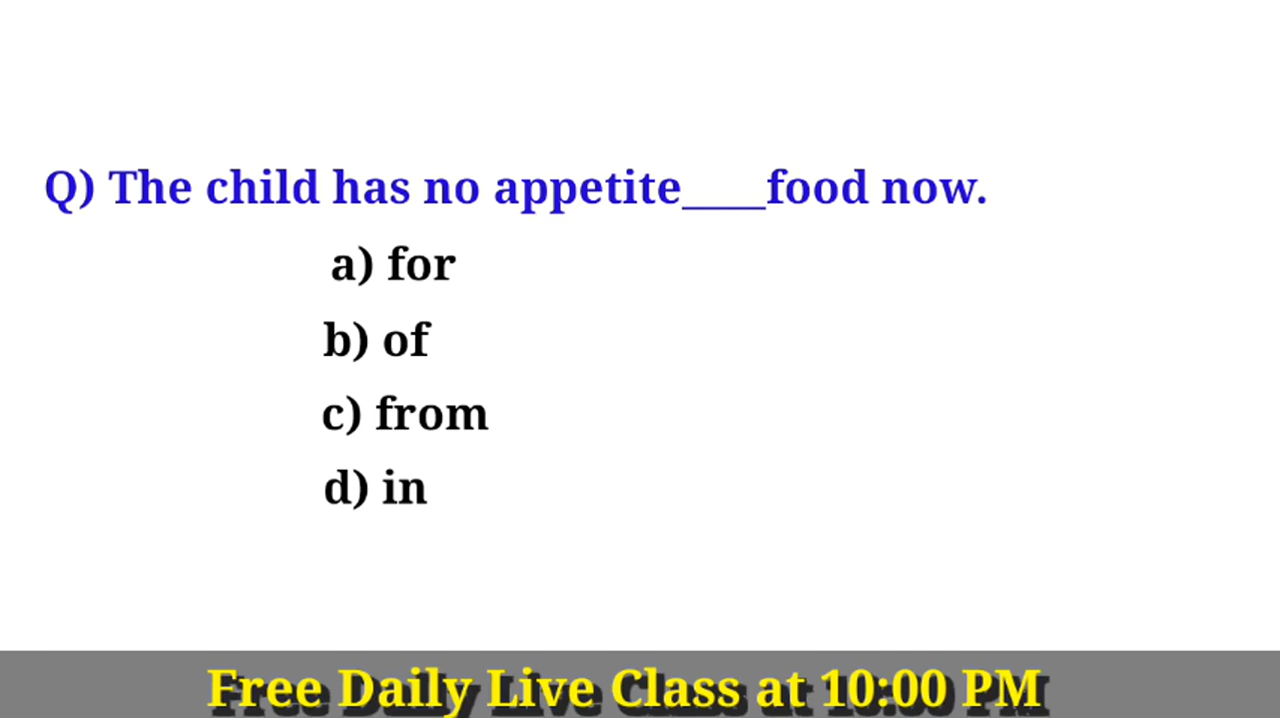 Q) The child has no appetite____food now.
a) for
b) of
c) from
d) in
Free Daily Live Class at 10:00 PM